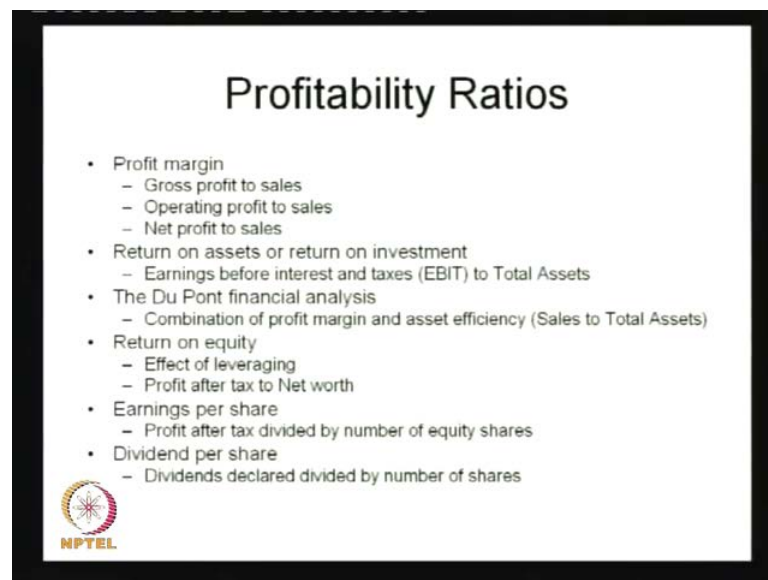 Profitability Ratios
• Profit margin
– Gross profit to sales
– Operating profit to sales
– Net profit to sales
• Return on assets or return on investment
– Earnings before interest and taxes (EBIT) to Total Assets
• The Du Pont financial analysis
– Combination of profit margin and asset efficiency (Sales to Total Assets)
• Return on equity
– Effect of leveraging
– Profit after tax to Net worth
• Earnings per share
– Profit after tax divided by number of equity shares
• Dividend per share
– Dividends declared divided by number of shares
NPTEL